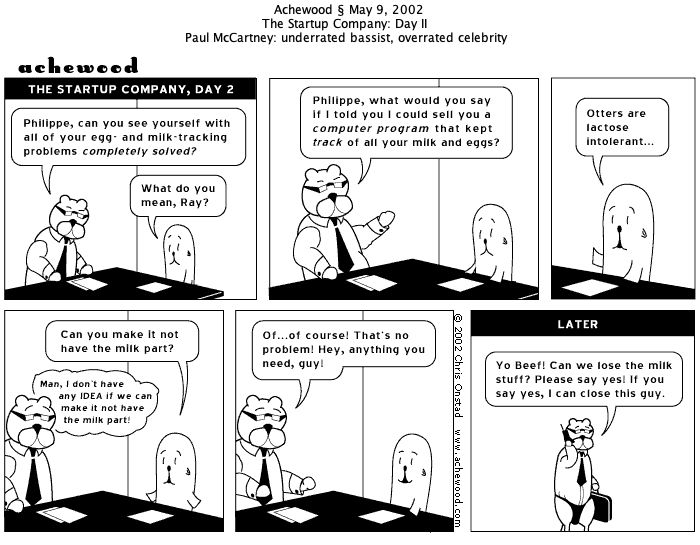 Achewood § May 9, 2002
The Startup Company: Day II
Paul McCartney: underrated bassist, overrated celebrity
achewood
THE STARTUP COMPANY, DAY 2
Philippe, can you see yourself with
all of your egg- and milk-tracking
problems completely solved?
What do you
mean, Ray?
Philippe, what would you say
if I told you I could sell you a
computer program that kept
track of all your milk and eggs?
Otters are
lactose
intolerant...
Can you make it not
have the milk part?
Man, I don't have
any IDEA if we can
make it not have
the milk part!
Of...of course! That's no
problem! Hey, anything you
need, guy!
© 2002 Chris Onstad www.achewood.com
LATER
Yo Beef! Can we lose the milk
stuff? Please say yes! If you
say yes, I can close this guy.